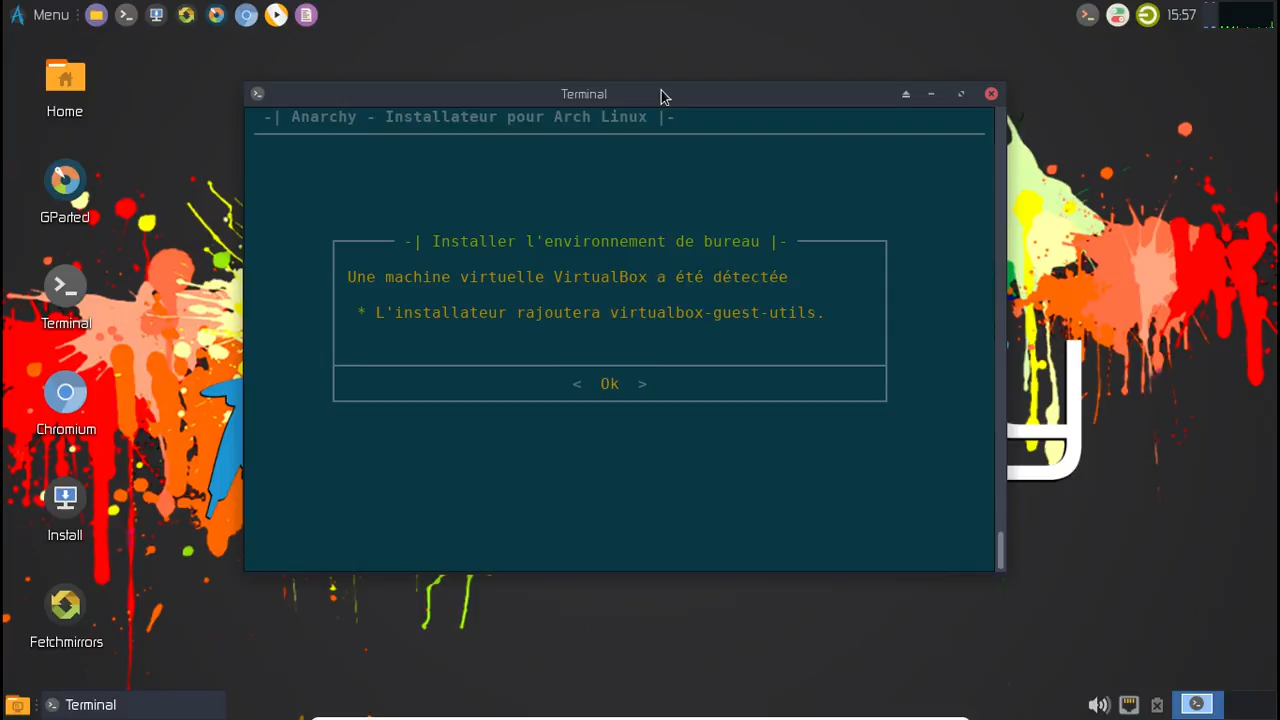 Menu
15:57
Home
GParted
Terminal
Chromium
Install
Fetchmirrors
Terminal
-| Anarchy - Installateur pour Arch Linux |-
-| Installer l'environnement de bureau |-
Une machine virtuelle VirtualBox a été détectée
* L'installateur rajoutera virtualbox-guest-utils.
< Ok >
Terminal